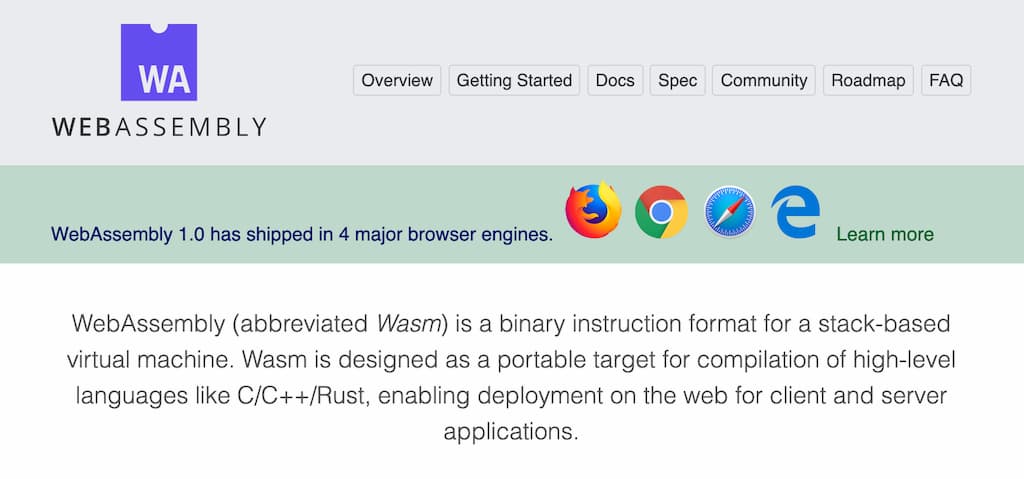 WA
WEBASSEMBLY
Overview Getting Started Docs Spec Community Roadmap FAQ
WebAssembly 1.0 has shipped in 4 major browser engines. Learn more
WebAssembly (abbreviated Wasm) is a binary instruction format for a stack-based
virtual machine. Wasm is designed as a portable target for compilation of high-level
languages like C/C++/Rust, enabling deployment on the web for client and server
applications.